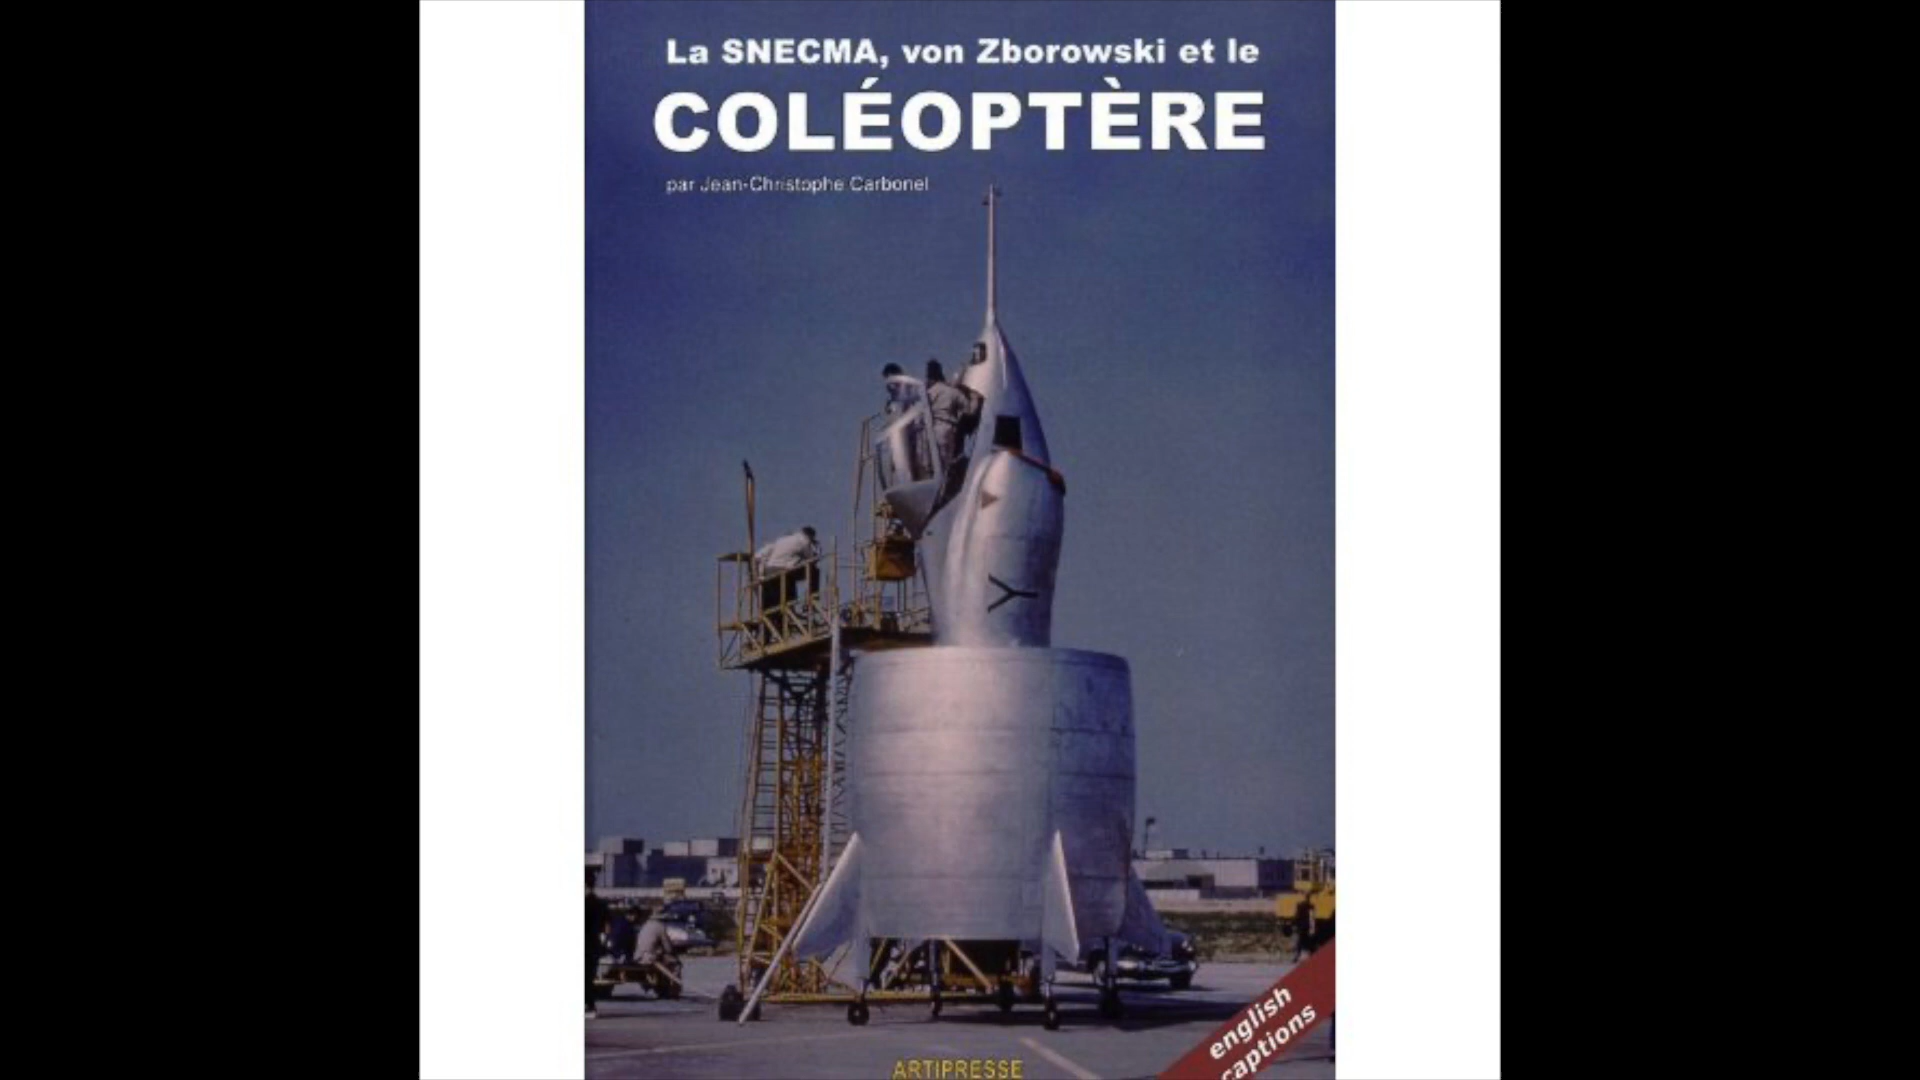 La SNECMA, von Zborowski et le
COLÉOPTÈRE
par Jean-Christophe Carbonel
english
captions
ARTIPRESSE